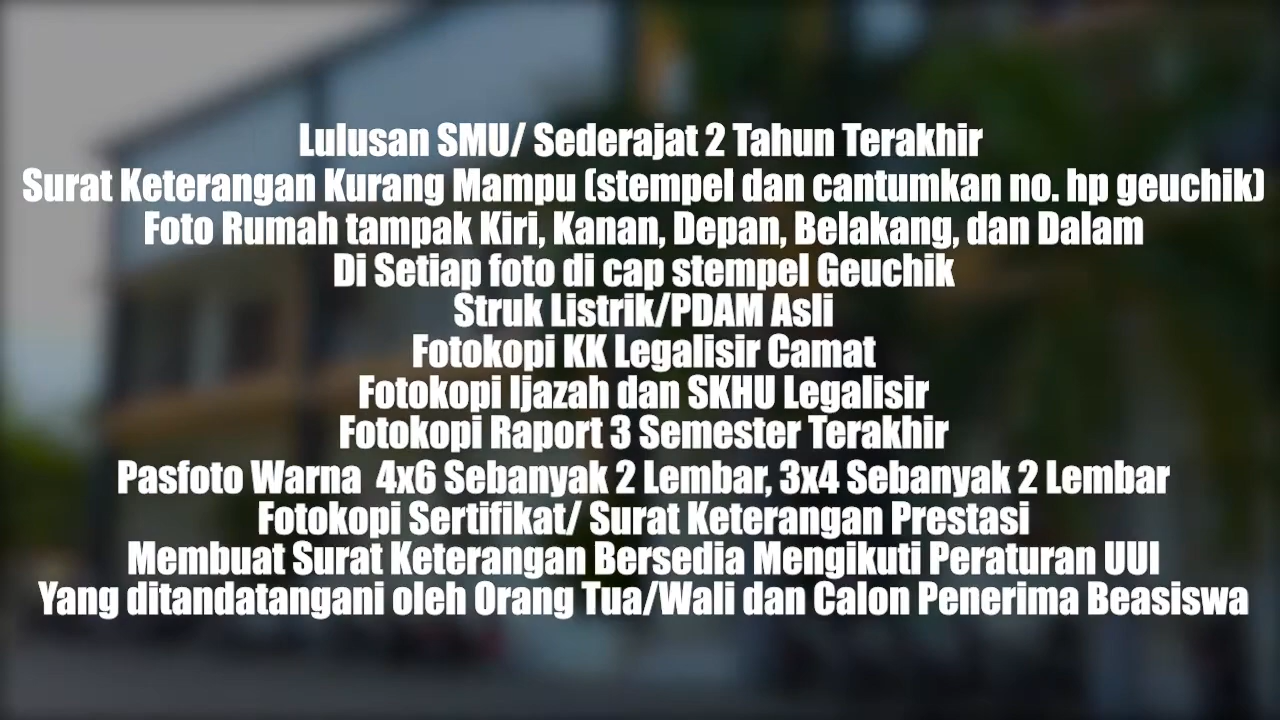 Lulusan SMU/ Sederajat 2 Tahun Terakhir
Surat Keterangan Kurang Mampu (stempel dan cantumkan no. hp geuchik)
Foto Rumah tampak Kiri, Kanan, Depan, Belakang, dan Dalam
Di Setiap foto di cap stempel Geuchik
Struk Listrik/PDAM Asli
Fotokopi KK Legalisir Camat
Fotokopi Ijazah dan SKHU Legalisir
Fotokopi Raport 3 Semester Terakhir
Pasfoto Warna 4x6 Sebanyak 2 Lembar, 3x4 Sebanyak 2 Lembar
Fotokopi Sertifikat/ Surat Keterangan Prestasi
Membuat Surat Keterangan Bersedia Mengikuti Peraturan UUI
Yang ditandatangani oleh Orang Tua/Wali dan Calon Penerima Beasiswa